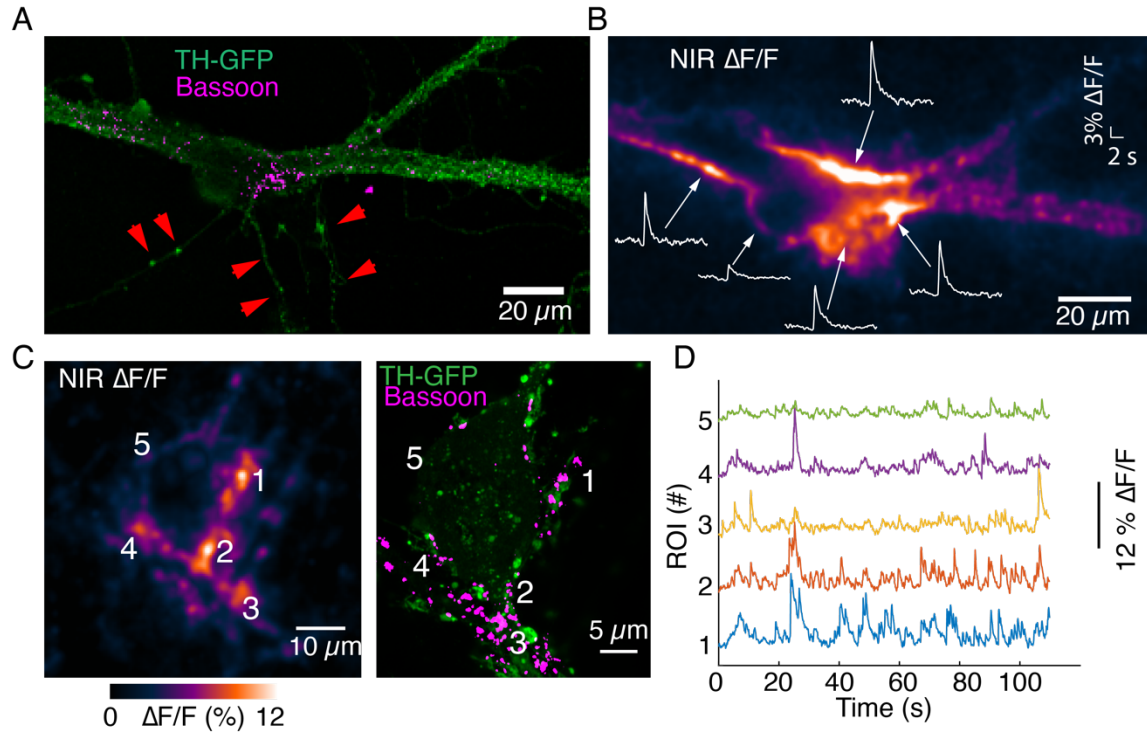 A
TH-GFP
Bassoon
20 µm
B
NIR ΔF/F
3% ΔF/F
2 s
20 µm
C
NIR ΔF/F
5
1
4
2
3
10 µm
0 ΔF/F (%) 12
TH-GFP
Bassoon
5
1
4
2
3
5 µm
D
ROI (#)
5
4
3
2
1
0 20 40 60 80 100
Time (s)
12 % ΔF/F